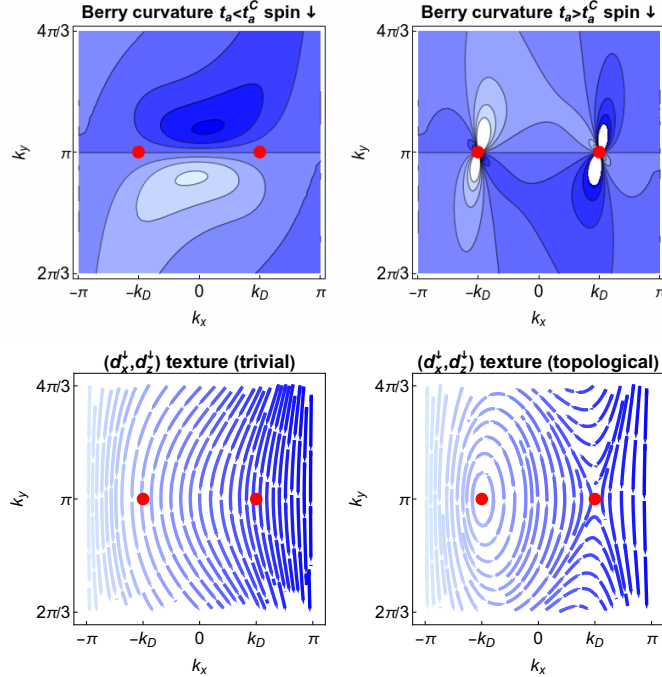 Berry curvature t_a<t_a^C spin ↓
4π/3
k_y
π
2π/3
−π
−k_D
0
k_D
π
k_x
Berry curvature t_a>t_a^C spin ↓
4π/3
k_y
π
2π/3
−π
−k_D
0
k_D
π
k_x
(d_x^↓,d_z^↓) texture (trivial)
4π/3
k_y
π
2π/3
−π
−k_D
0
k_D
π
k_x
(d_x^↓,d_z^↓) texture (topological)
4π/3
k_y
π
2π/3
−π
−k_D
0
k_D
π
k_x